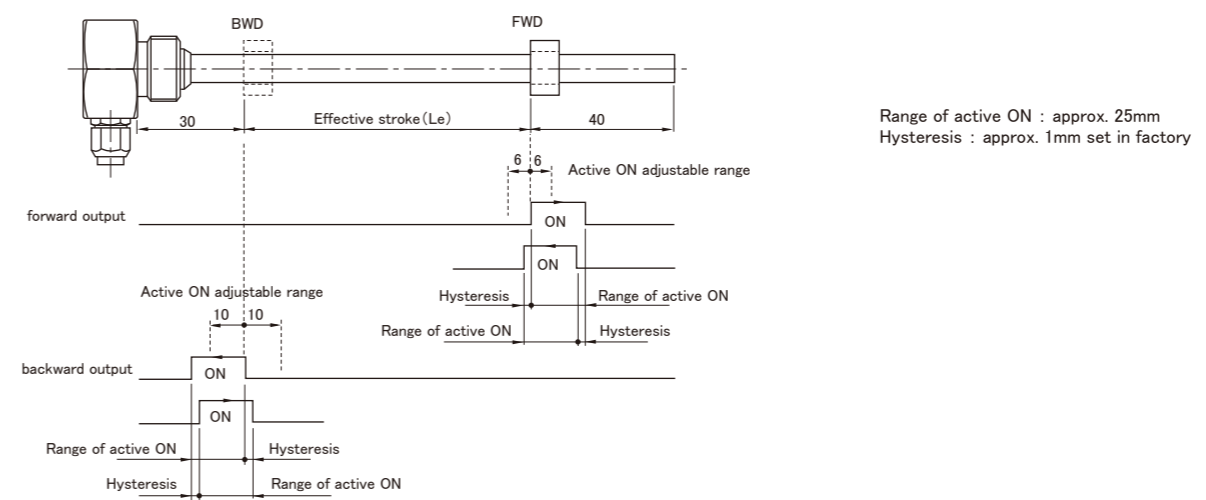 BWD
FWD
30
Effective stroke(Le)
40
Range of active ON : approx. 25mm
Hysteresis : approx. 1mm set in factory
6 6
Active ON adjustable range
forward output
ON
ON
Hysteresis
Range of active ON
Range of active ON
Hysteresis
Active ON adjustable range
10 10
backward output
ON
ON
Range of active ON
Hysteresis
Hysteresis
Range of active ON